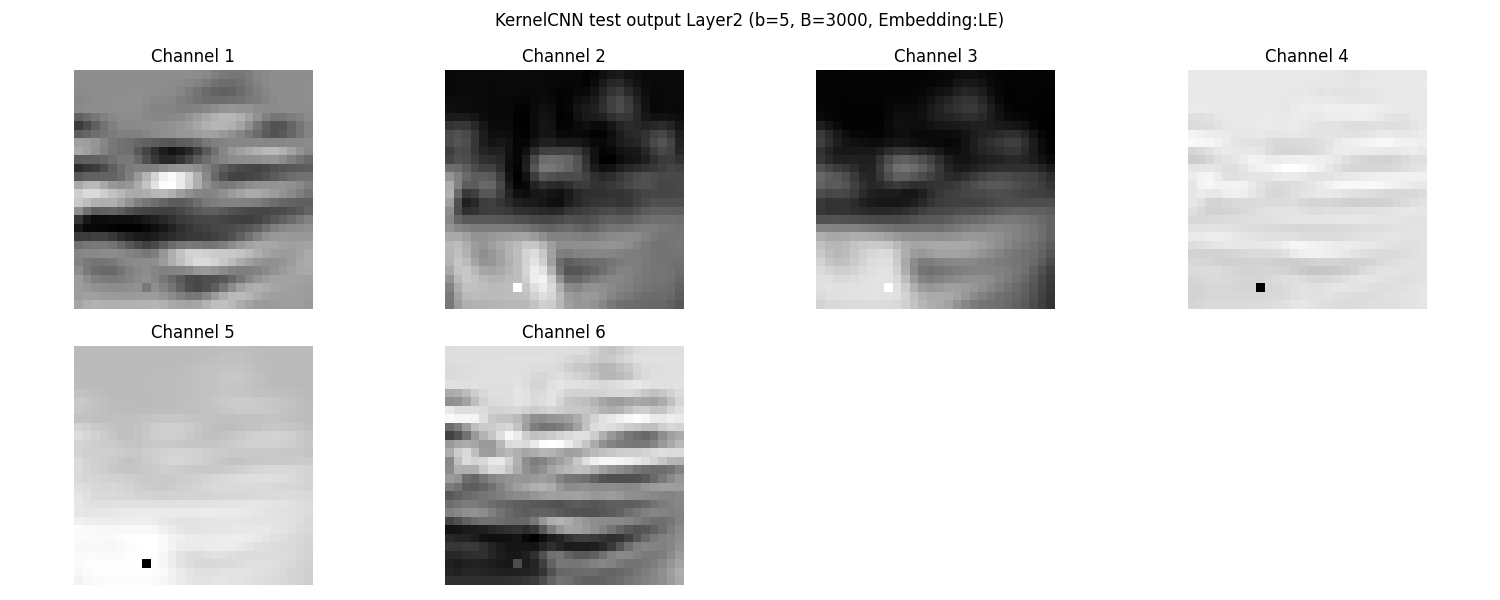 KernelCNN test output Layer2 (b=5, B=3000, Embedding:LE)
Channel 1
Channel 2
Channel 3
Channel 4
Channel 5
Channel 6